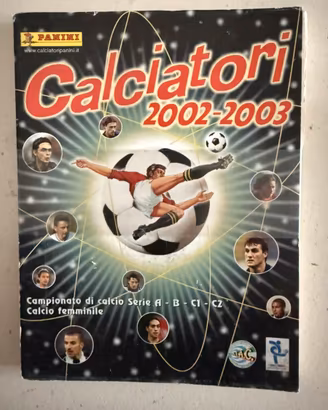 PANINI
www.calciatoripanini.it
Calciatori
2002-2003
Campionato di calcio Serie A - B - C1 - C2
Calcio femminile